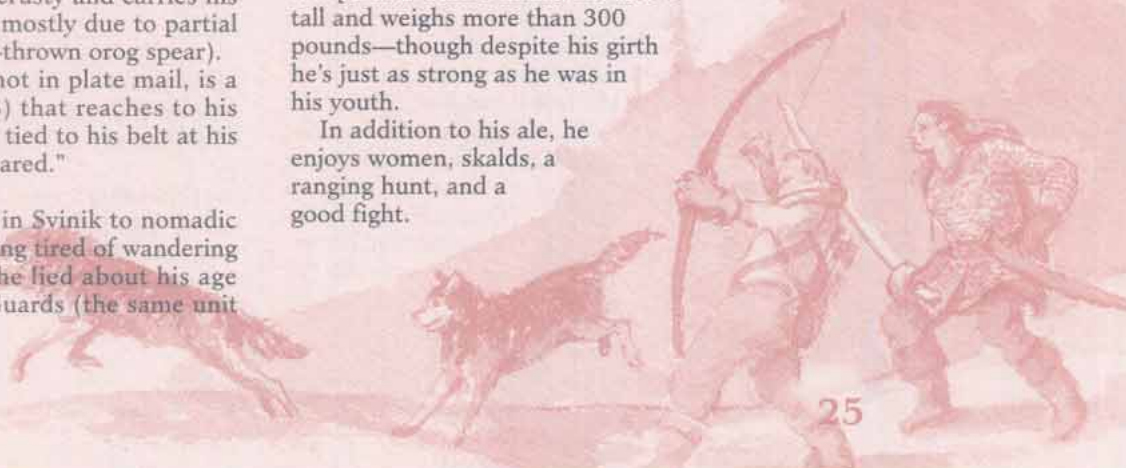 mostly due to partial
-thrown orog spear).
not in plate mail, is a
) that reaches to his
tied to his belt at his
ared."
in Svinik to nomadic
ng tired of wandering
he lied about his age
uards (the same unit
tall and weighs more than 300
pounds—though despite his girth
he's just as strong as he was in
his youth.
In addition to his ale, he
enjoys women, skalds, a
ranging hunt, and a
good fight.
25